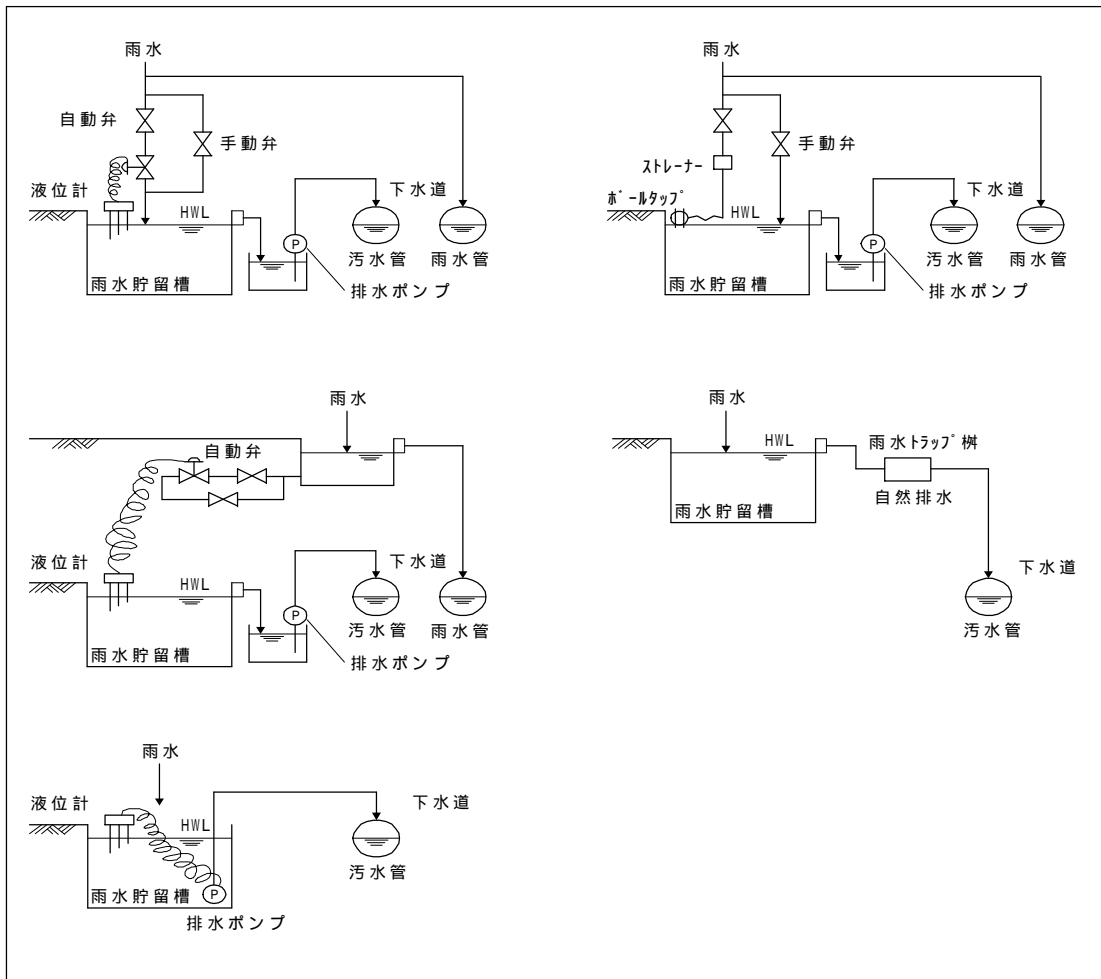 雨水
自動弁
手動弁
液位計
HWL
下水道
P
汚水管
雨水管
雨水貯留槽
排水ポンプ
雨水
手動弁
ストレーナー
ボールタップ
HWL
下水道
P
汚水管
雨水管
雨水貯留槽
排水ポンプ
雨水
自動弁
液位計
HWL
下水道
P
汚水管
雨水管
雨水貯留槽
排水ポンプ
雨水
HWL
雨水トラップ桝
自然排水
雨水貯留槽
下水道
汚水管
雨水
液位計
HWL
下水道
汚水管
雨水貯留槽
P
排水ポンプ